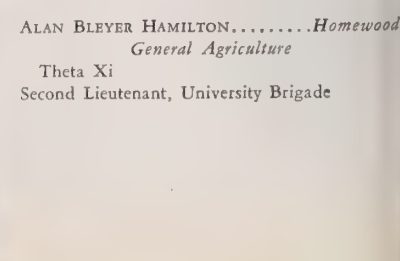 ALAN BLEYER HAMILTON.........Homewood
General Agriculture
Theta Xi
Second Lieutenant, University Brigade